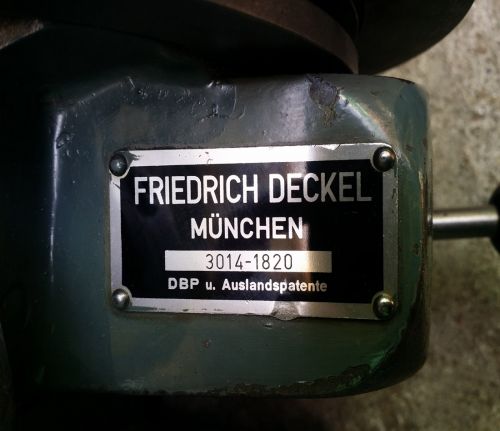 FRIEDRICH DECKEL
MÜNCHEN
3014-1820
DBP u. Auslandspatente